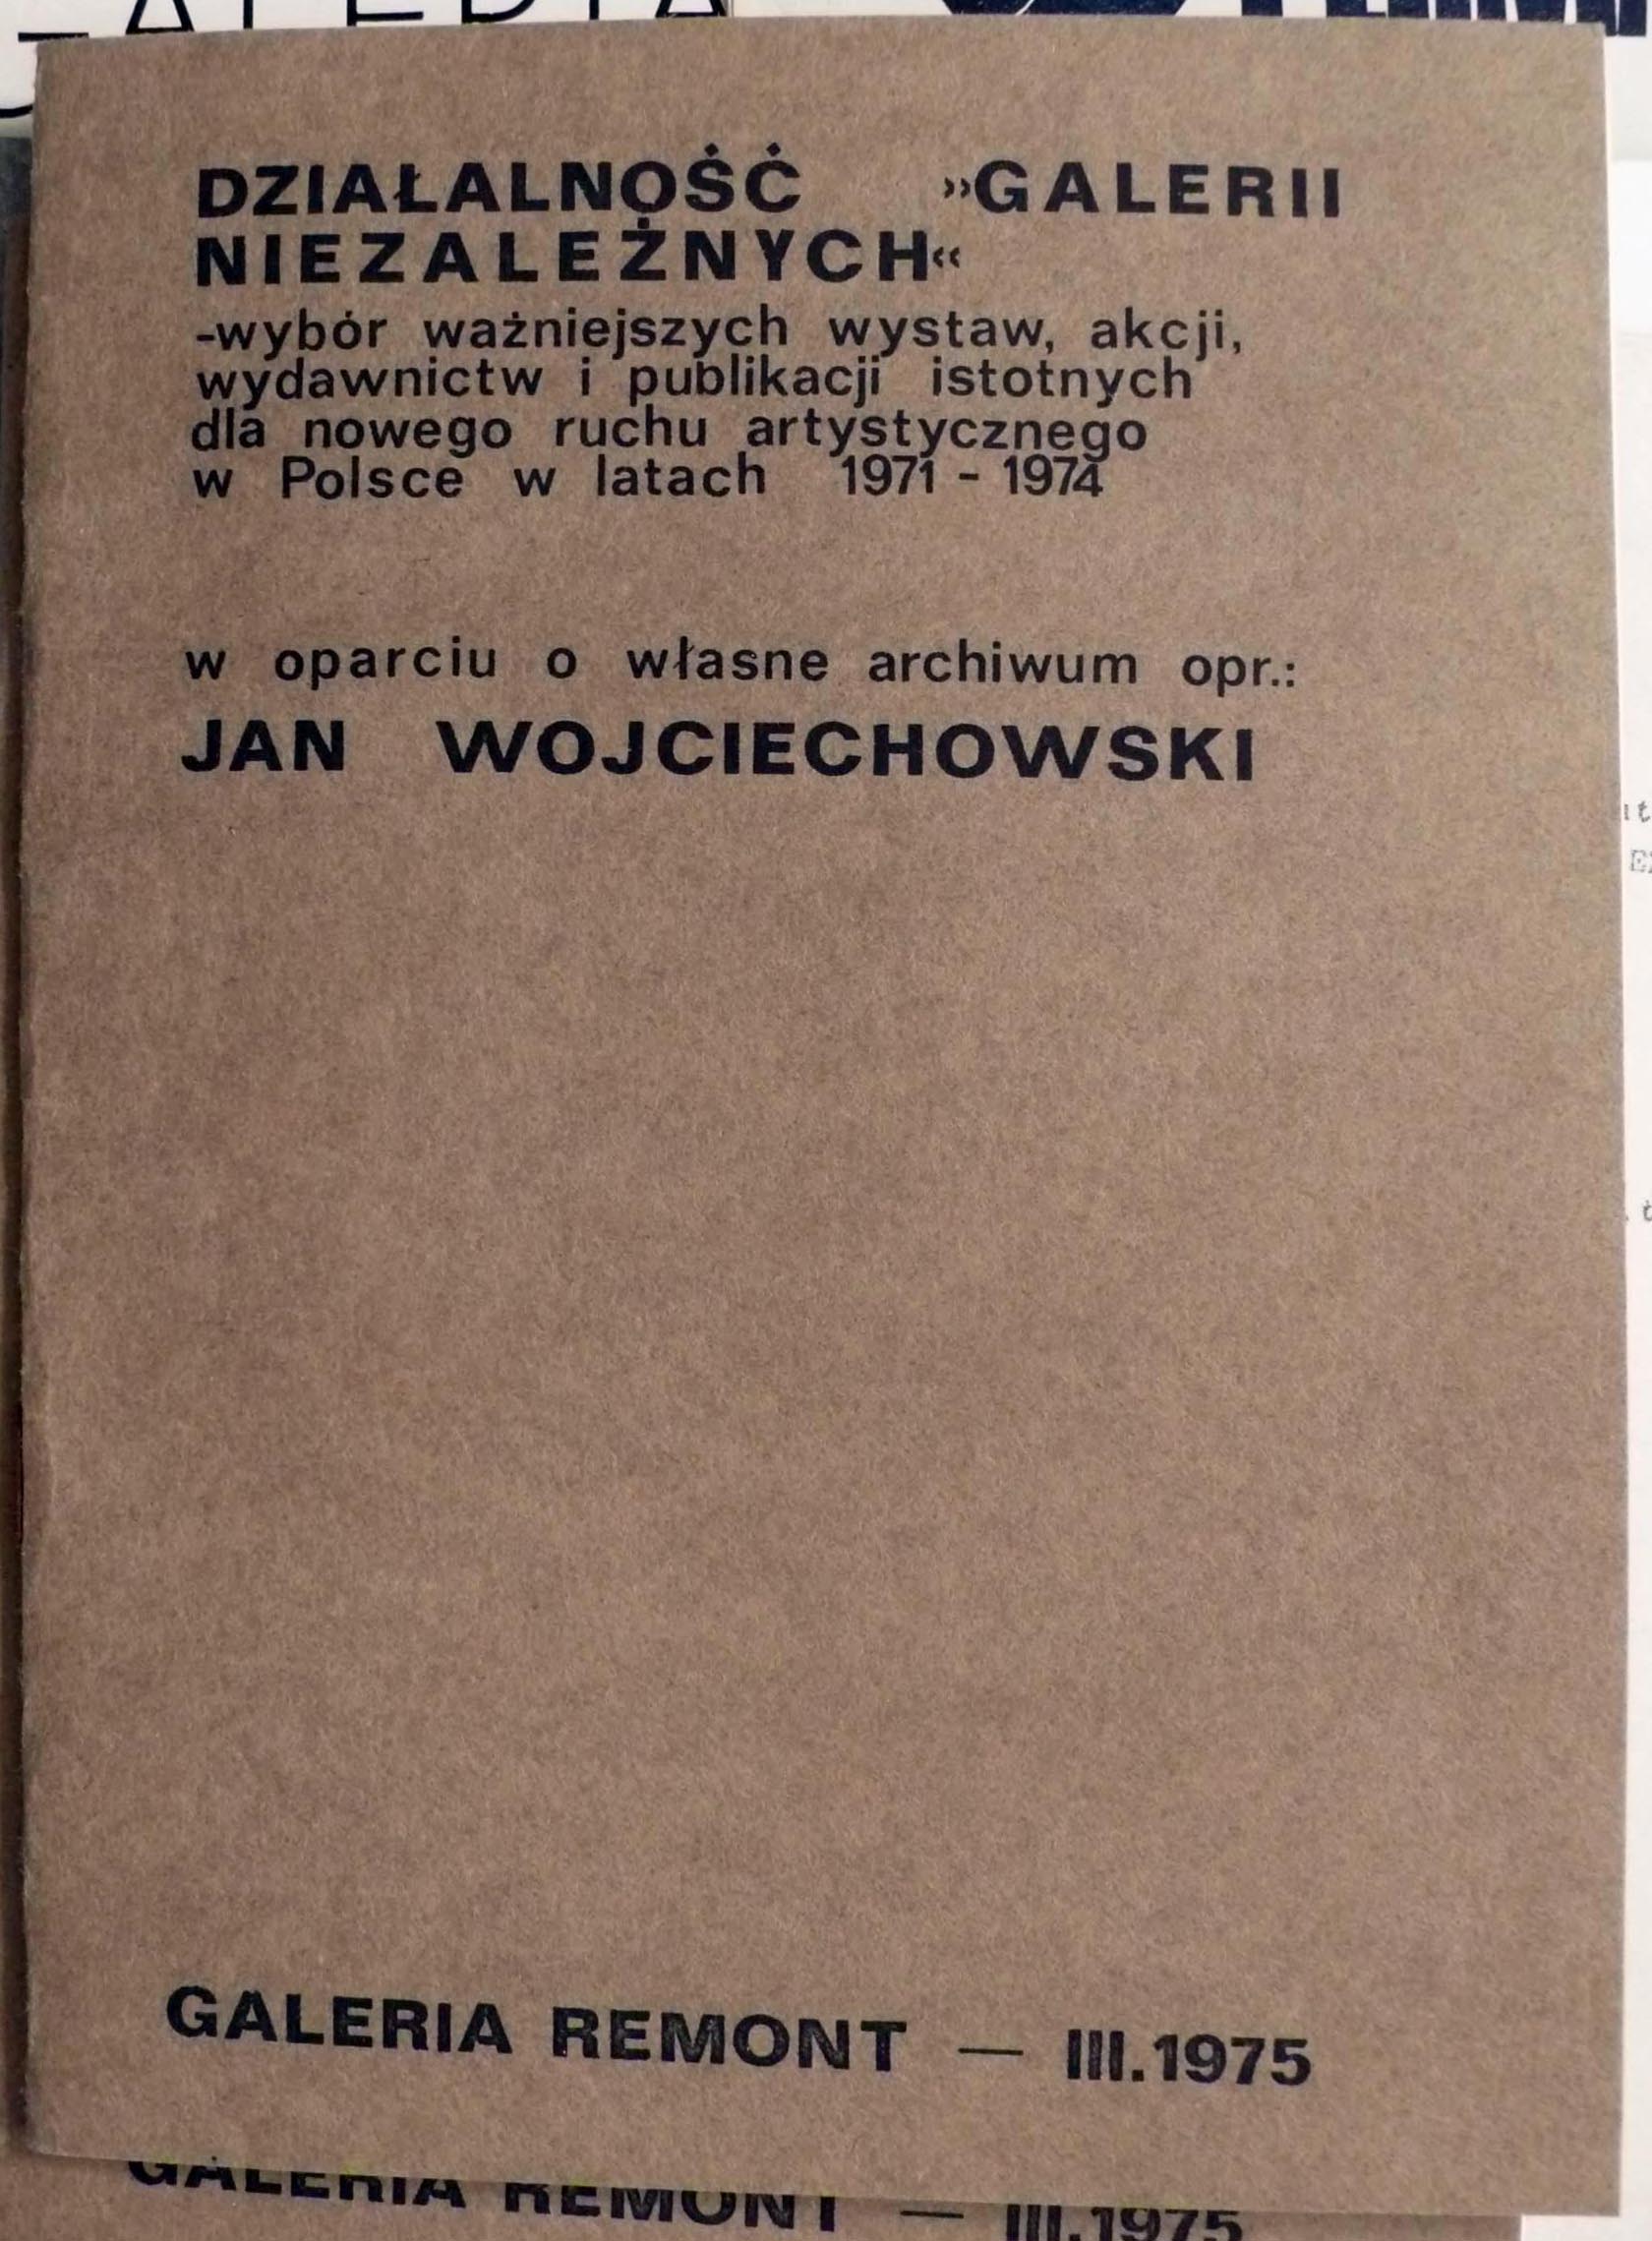 DZIAŁALNOŚĆ »GALERII
NIEZALEŻNYCH«
-wybór ważniejszych wystaw, akcji,
wydawnictw i publikacji istotnych
dla nowego ruchu artystycznego
w Polsce w latach 1971 - 1974
w oparciu o własne archiwum opr.:
JAN WOJCIECHOWSKI
GALERIA REMONT — III.1975
GALERIA REMONT — III.1975